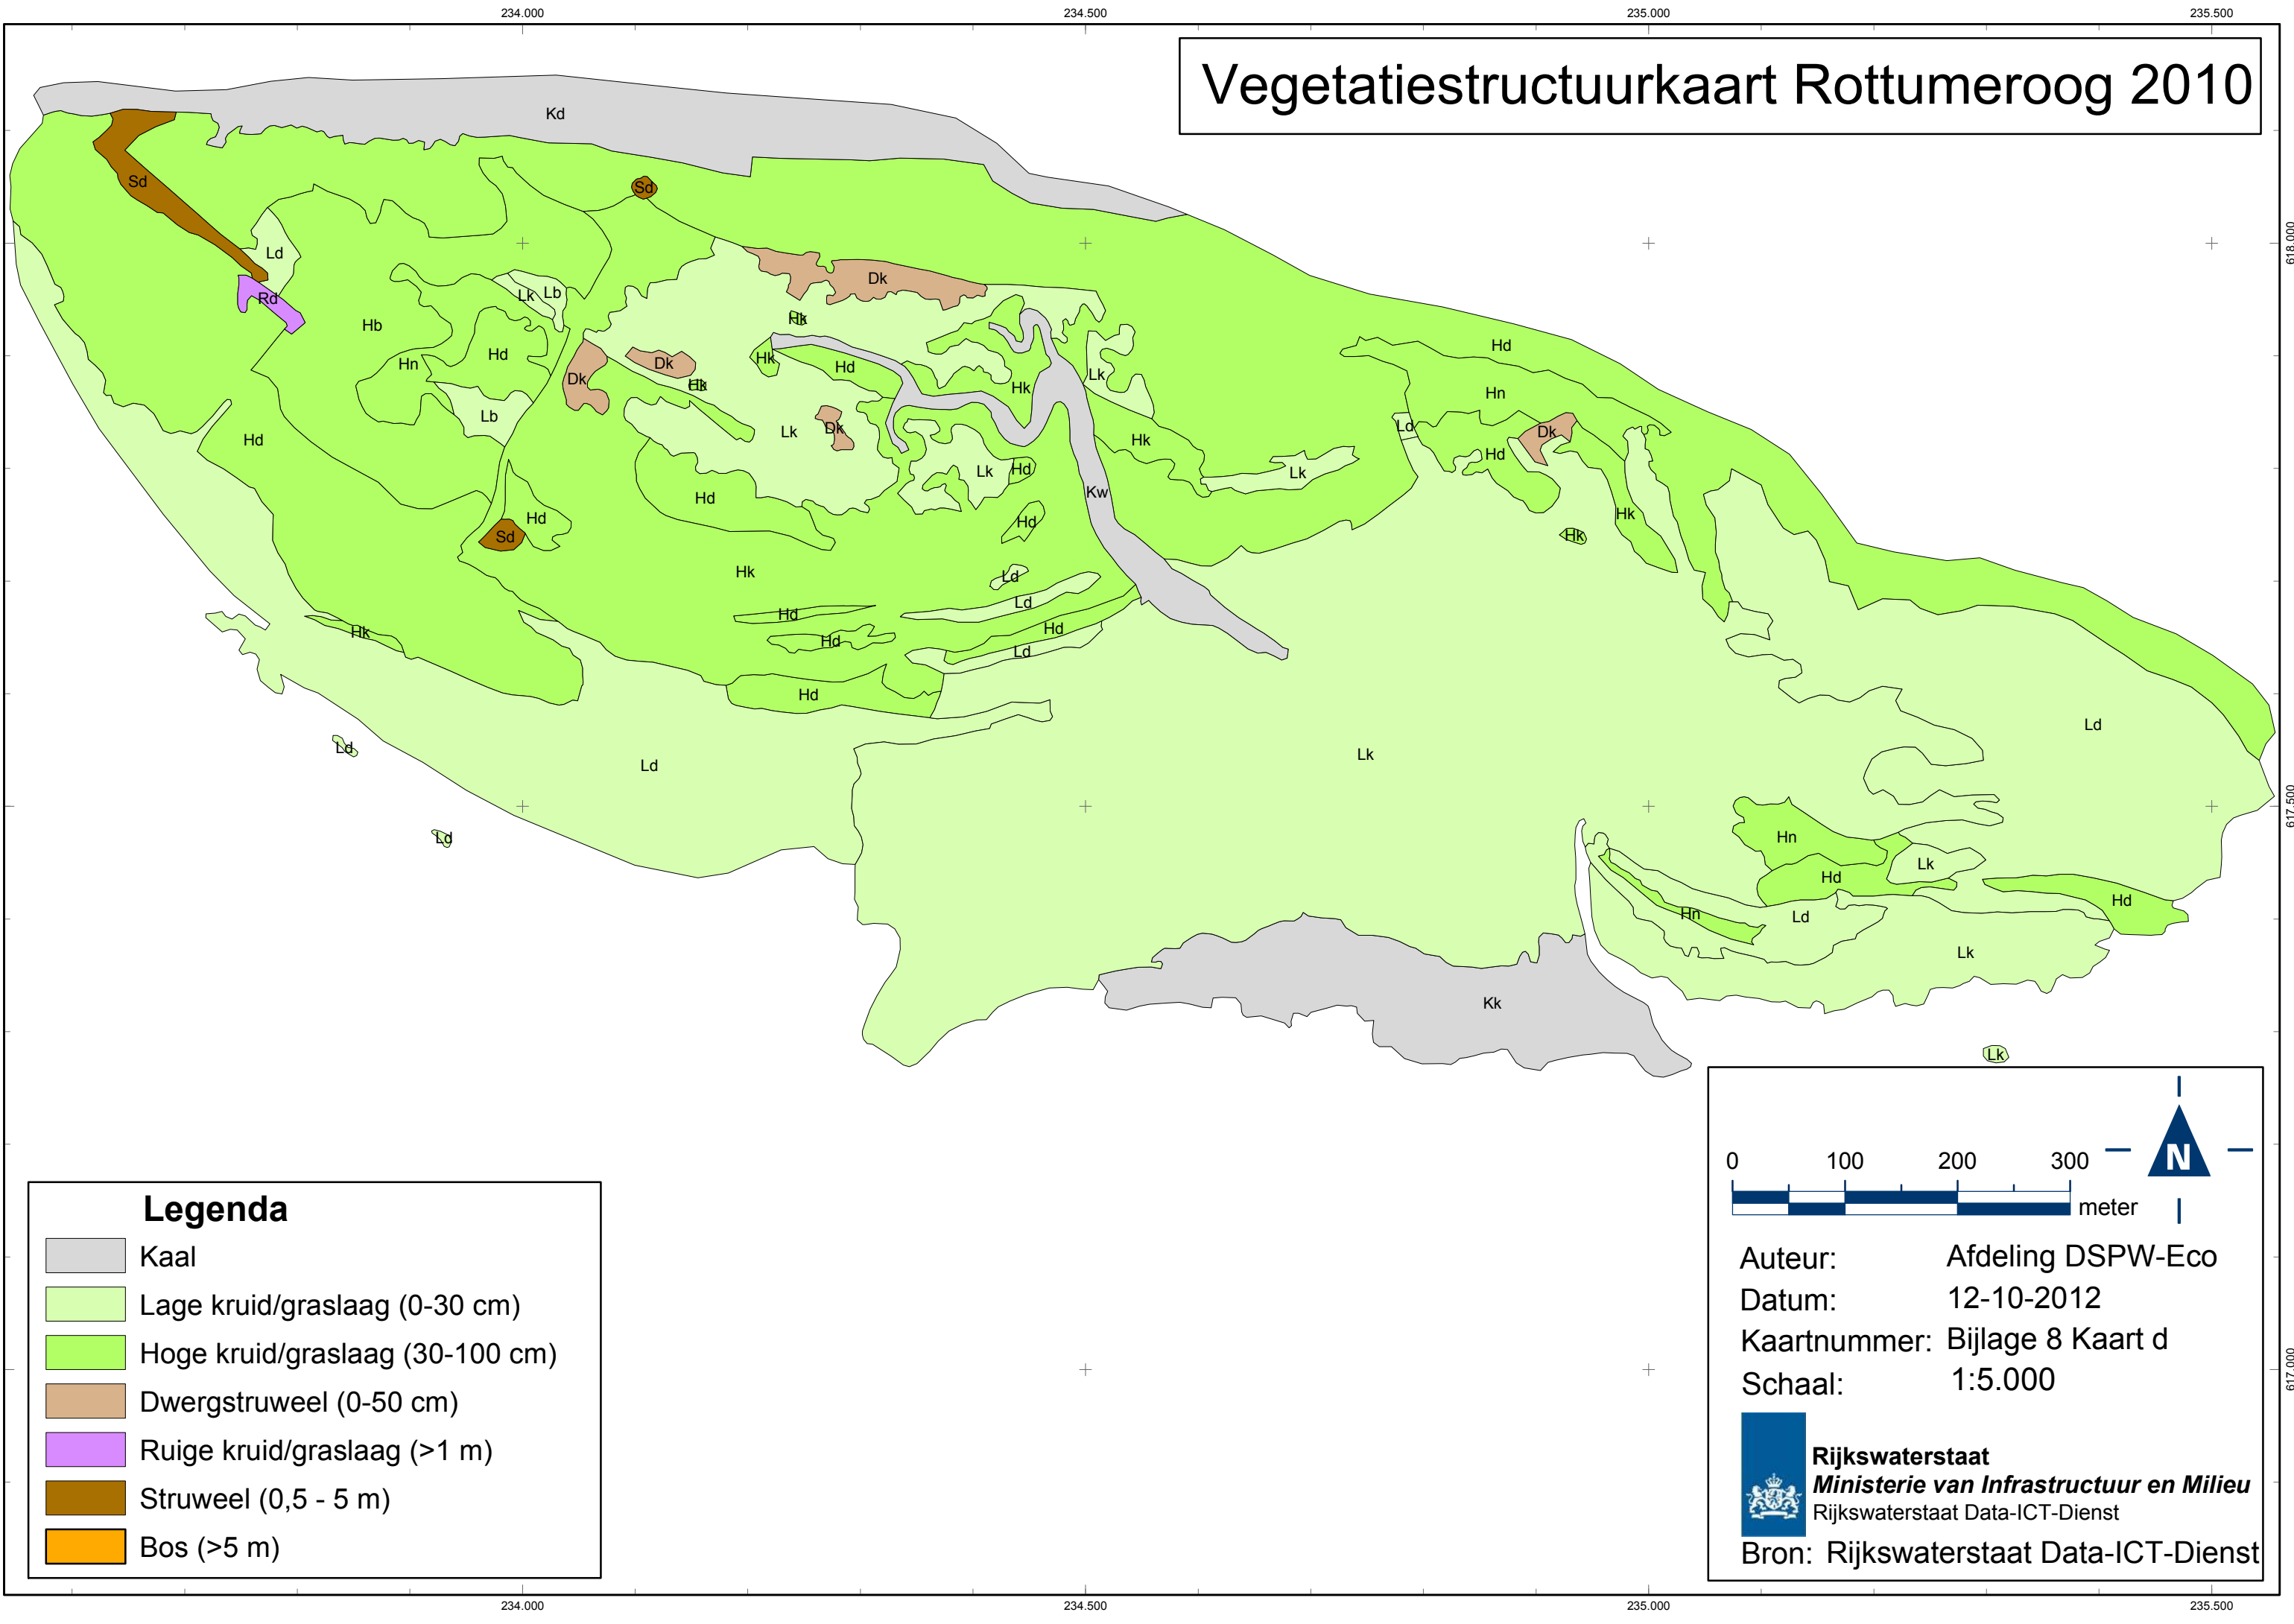 234.000 234.500 235.000 235.500
Vegetatiestructuurkaart Rottumeroog 2010
Kd
Sd Sd
618.000
Ld
Dk
Rd Lk Lb
Hk
Hb
Hd Hn Hk Hd Dk Hd
Dk Hk Hk Lk Hn
Lb Lk Dk Ld Dk
Hd Hk Hd
Lk Hd Lk
Hd Kw
Hd Hd Hk
Sd Hk
Hk Ld
Hd Ld
Hk Hd Hd
Ld
Hd
Ld
Ld Ld Lk
617.500
Ld Hn
Lk
Hd
Hn Ld Hd
Lk
Kk
Lk
0 100 200 300
meter
N
Auteur: Afdeling DSPW-Eco
Datum: 12-10-2012
Kaartnummer: Bijlage 8 Kaart d
Schaal: 1:5.000
617.000
Rijkswaterstaat
Ministerie van Infrastructuur en Milieu
Rijkswaterstaat Data-ICT-Dienst
Bron: Rijkswaterstaat Data-ICT-Dienst
Legenda
Kaal
Lage kruid/graslaag (0-30 cm)
Hoge kruid/graslaag (30-100 cm)
Dwergstruweel (0-50 cm)
Ruige kruid/graslaag (>1 m)
Struweel (0,5 - 5 m)
Bos (>5 m)
234.000 234.500 235.000 235.500